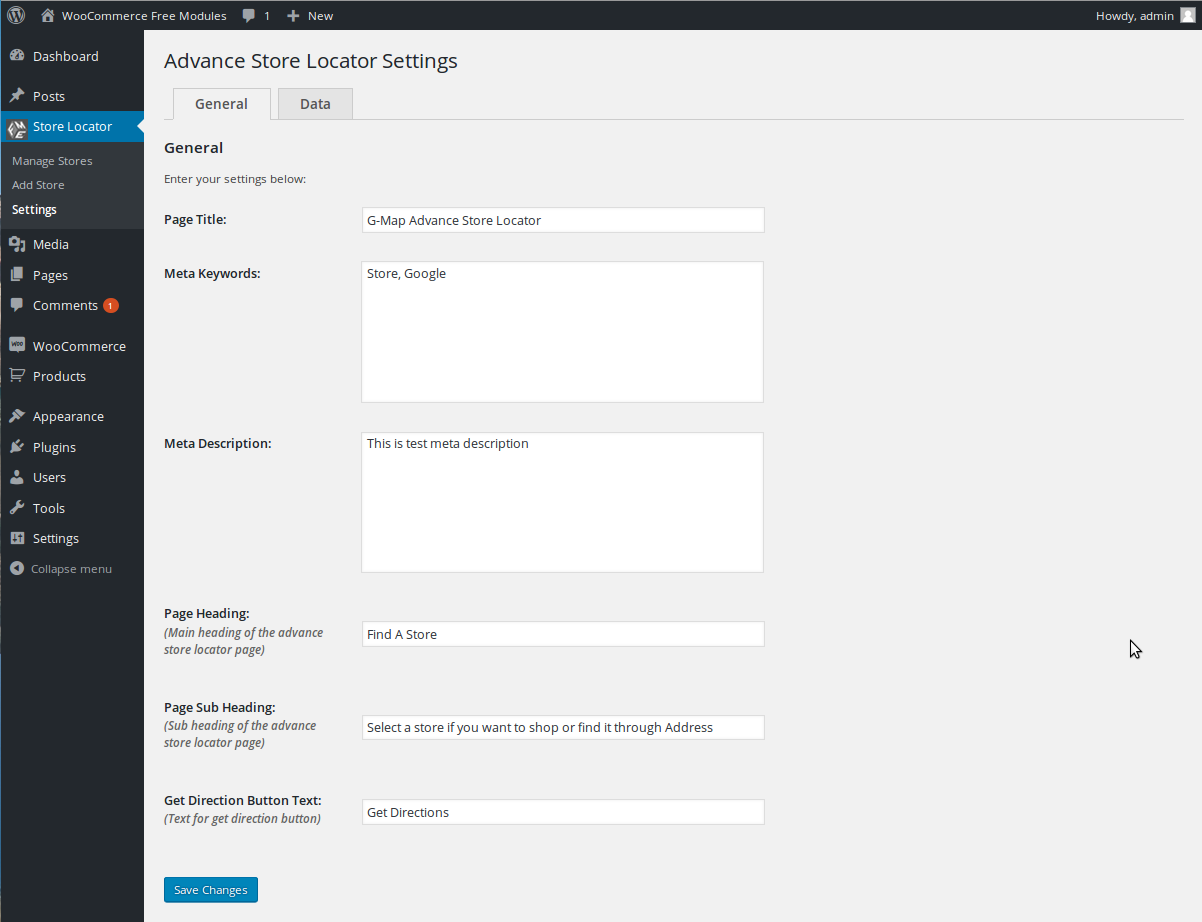 WooCommerce Free Modules 1 New Howdy, admin
Dashboard
Posts
Store Locator
Manage Stores
Add Store
Settings
Media
Pages
Comments 1
WooCommerce
Products
Appearance
Plugins
Users
Tools
Settings
Collapse menu
Advance Store Locator Settings
General Data
General
Enter your settings below:
Page Title: G-Map Advance Store Locator
Meta Keywords: Store, Google
Meta Description: This is test meta description
Page Heading:
(Main heading of the advance
store locator page)
Find A Store
Page Sub Heading:
(Sub heading of the advance
store locator page)
Select a store if you want to shop or find it through Address
Get Direction Button Text:
(Text for get direction button)
Get Directions
Save Changes